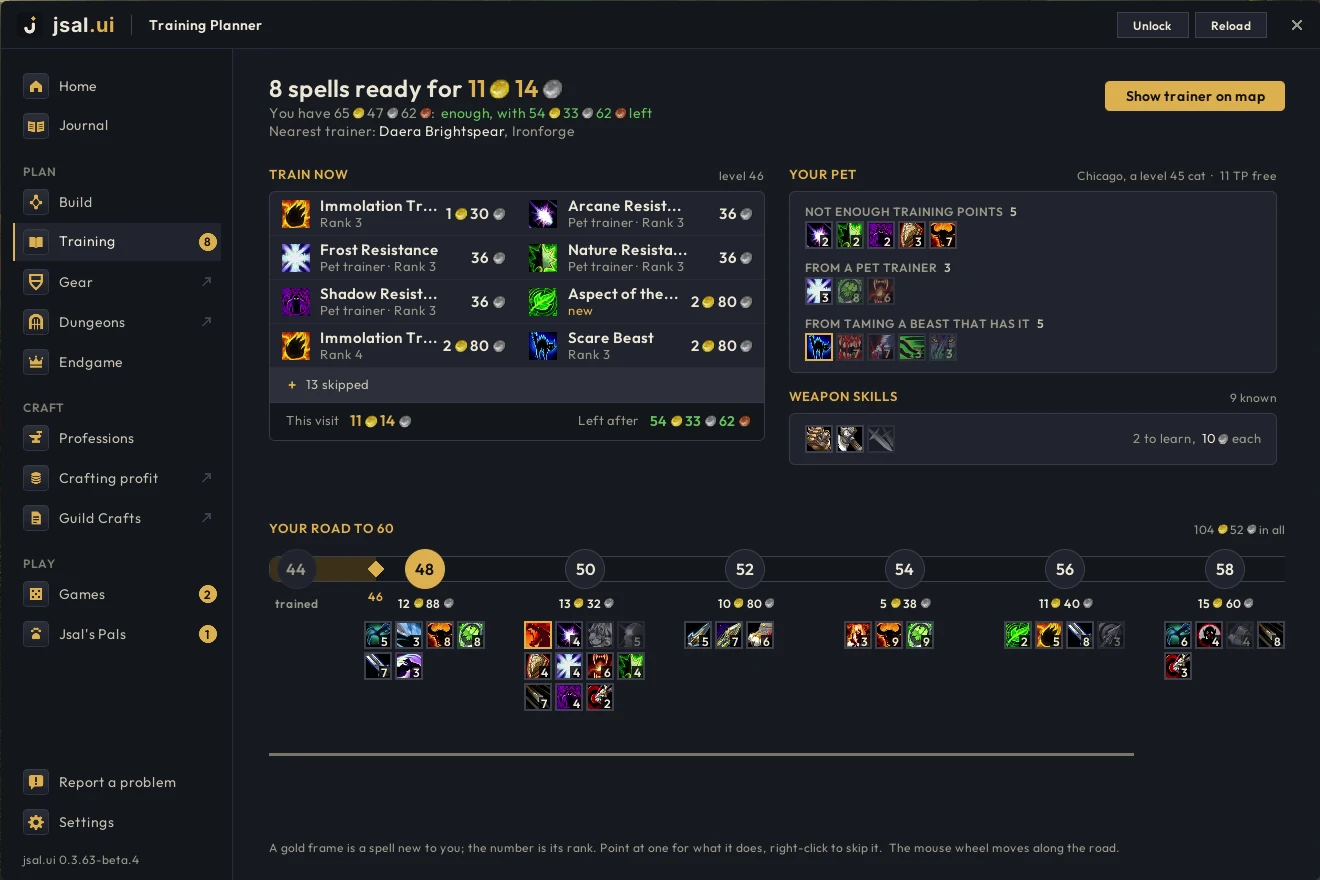 jsal.ui
Training Planner
Unlock
Reload
Home
Journal
PLAN
Build
Training 8
Gear
Dungeons
Endgame
CRAFT
Professions
Crafting profit
Guild Crafts
PLAY
Games 2
Jsal's Pals 1
Report a problem
Settings
jsal.ui 0.3.63-beta.4
8 spells ready for 11 14
You have 65 47 62 : enough, with 54 33 62 left
Nearest trainer: Daera Brightspear, Ironforge
Show trainer on map
TRAIN NOW level 46
Immolation Tr... 1 30
Rank 3
Arcane Resist... 36
Pet trainer · Rank 3
Frost Resistance 36
Pet trainer · Rank 3
Nature Resista... 36
Pet trainer · Rank 3
Shadow Resist... 36
Pet trainer · Rank 3
Aspect of the... 2 80
new
Immolation Tr... 2 80
Rank 4
Scare Beast 2 80
Rank 3
+ 13 skipped
This visit 11 14
Left after 54 33 62
YOUR PET Chicago, a level 45 cat · 11 TP free
NOT ENOUGH TRAINING POINTS 5
2 2 2 3 7
FROM A PET TRAINER 3
3 8 6
FROM TAMING A BEAST THAT HAS IT 5
7 7 3 3
WEAPON SKILLS 9 known
2 to learn, 10 each
YOUR ROAD TO 60 104 52 in all
44 48 50 52 54 56 58
46
trained
12 88
13 32
10 80
5 38
11 40
15 60
5 3 8 8
7 3
4 5 5
4 4 6 4
7 4 2
5 7 6
3 9 9
2 5 8 3
6 4 4 8
3
A gold frame is a spell new to you; the number is its rank. Point at one for what it does, right-click to skip it. The mouse wheel moves along the road.